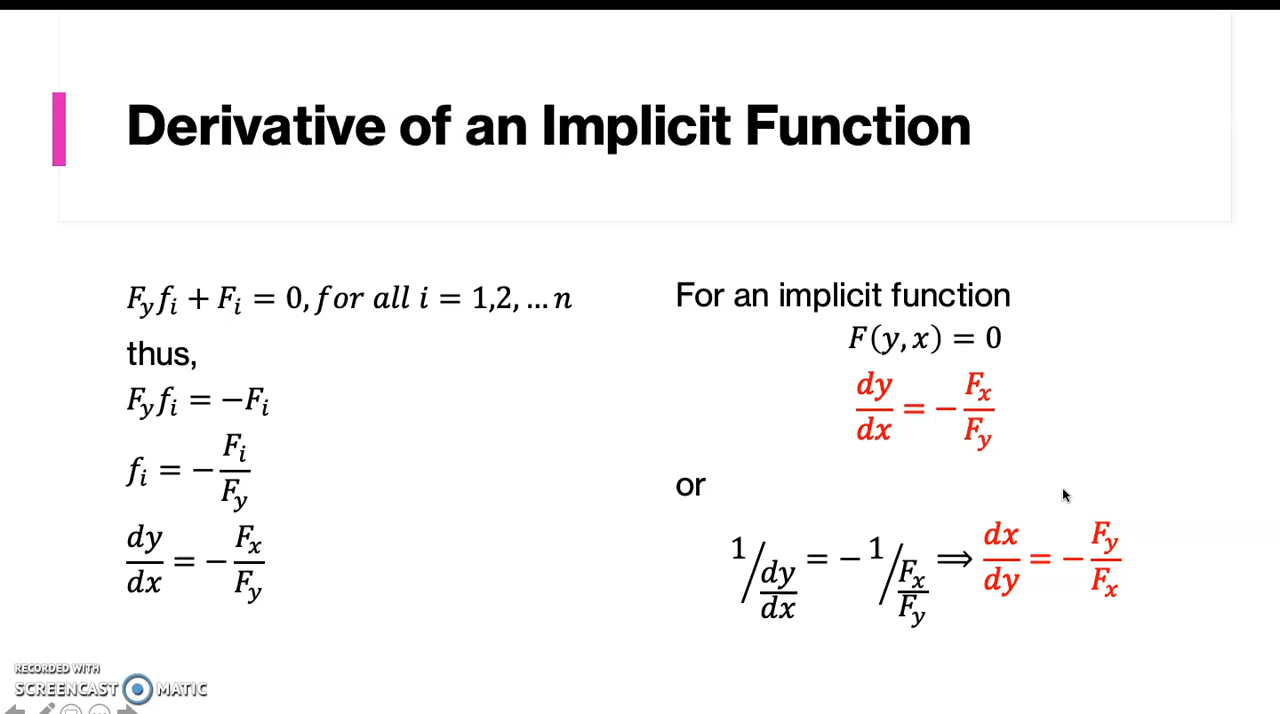 Derivative of an Implicit Function
F_y f_i + F_i = 0, for all i = 1,2, … n
thus,
F_y f_i = −F_i
f_i = − F_i / F_y
dy/dx = − F_x / F_y
For an implicit function
F(y, x) = 0
dy/dx = − F_x / F_y
or
1 / (dy/dx) = − 1 / (F_x / F_y) ⟹ dx/dy = − F_y / F_x
RECORDED WITH
SCREENCAST MATIC